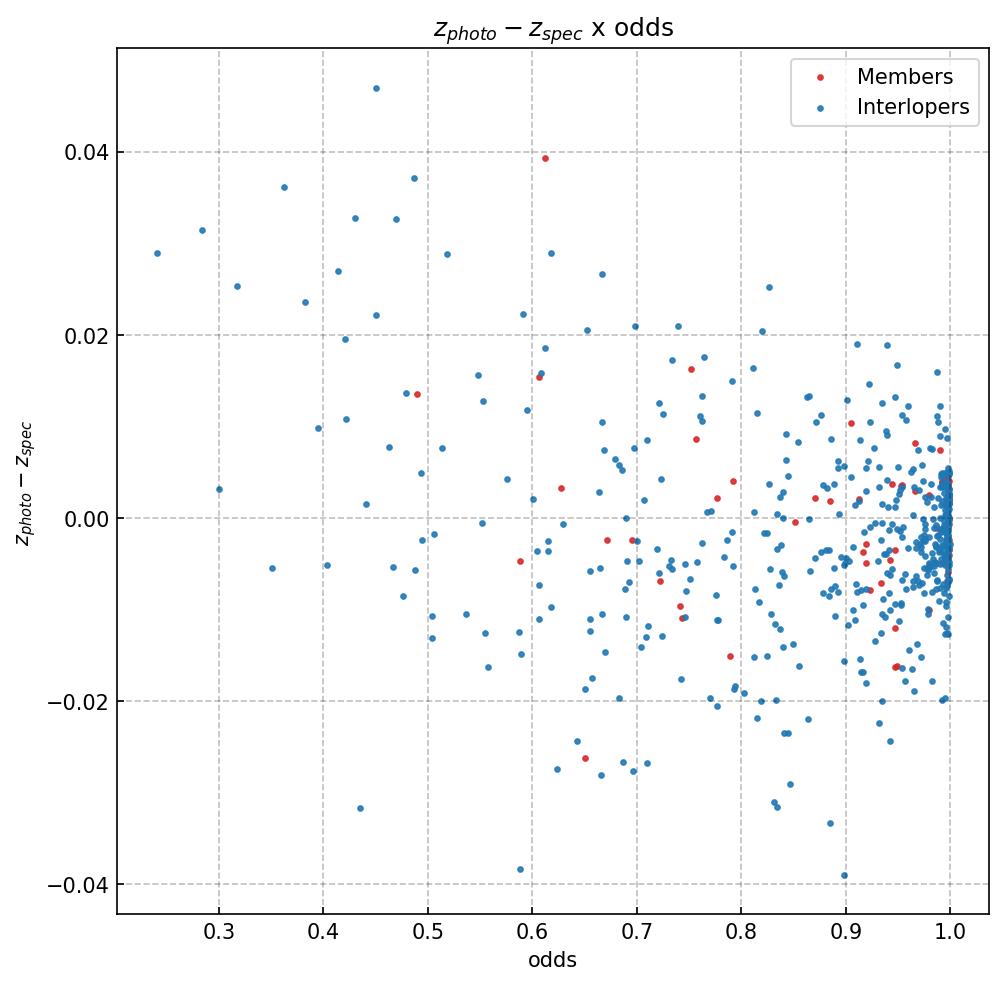 z_photo − z_spec x odds
Members
Interlopers
0.04
0.02
0.00
−0.02
−0.04
z_photo − z_spec
0.3 0.4 0.5 0.6 0.7 0.8 0.9 1.0
odds